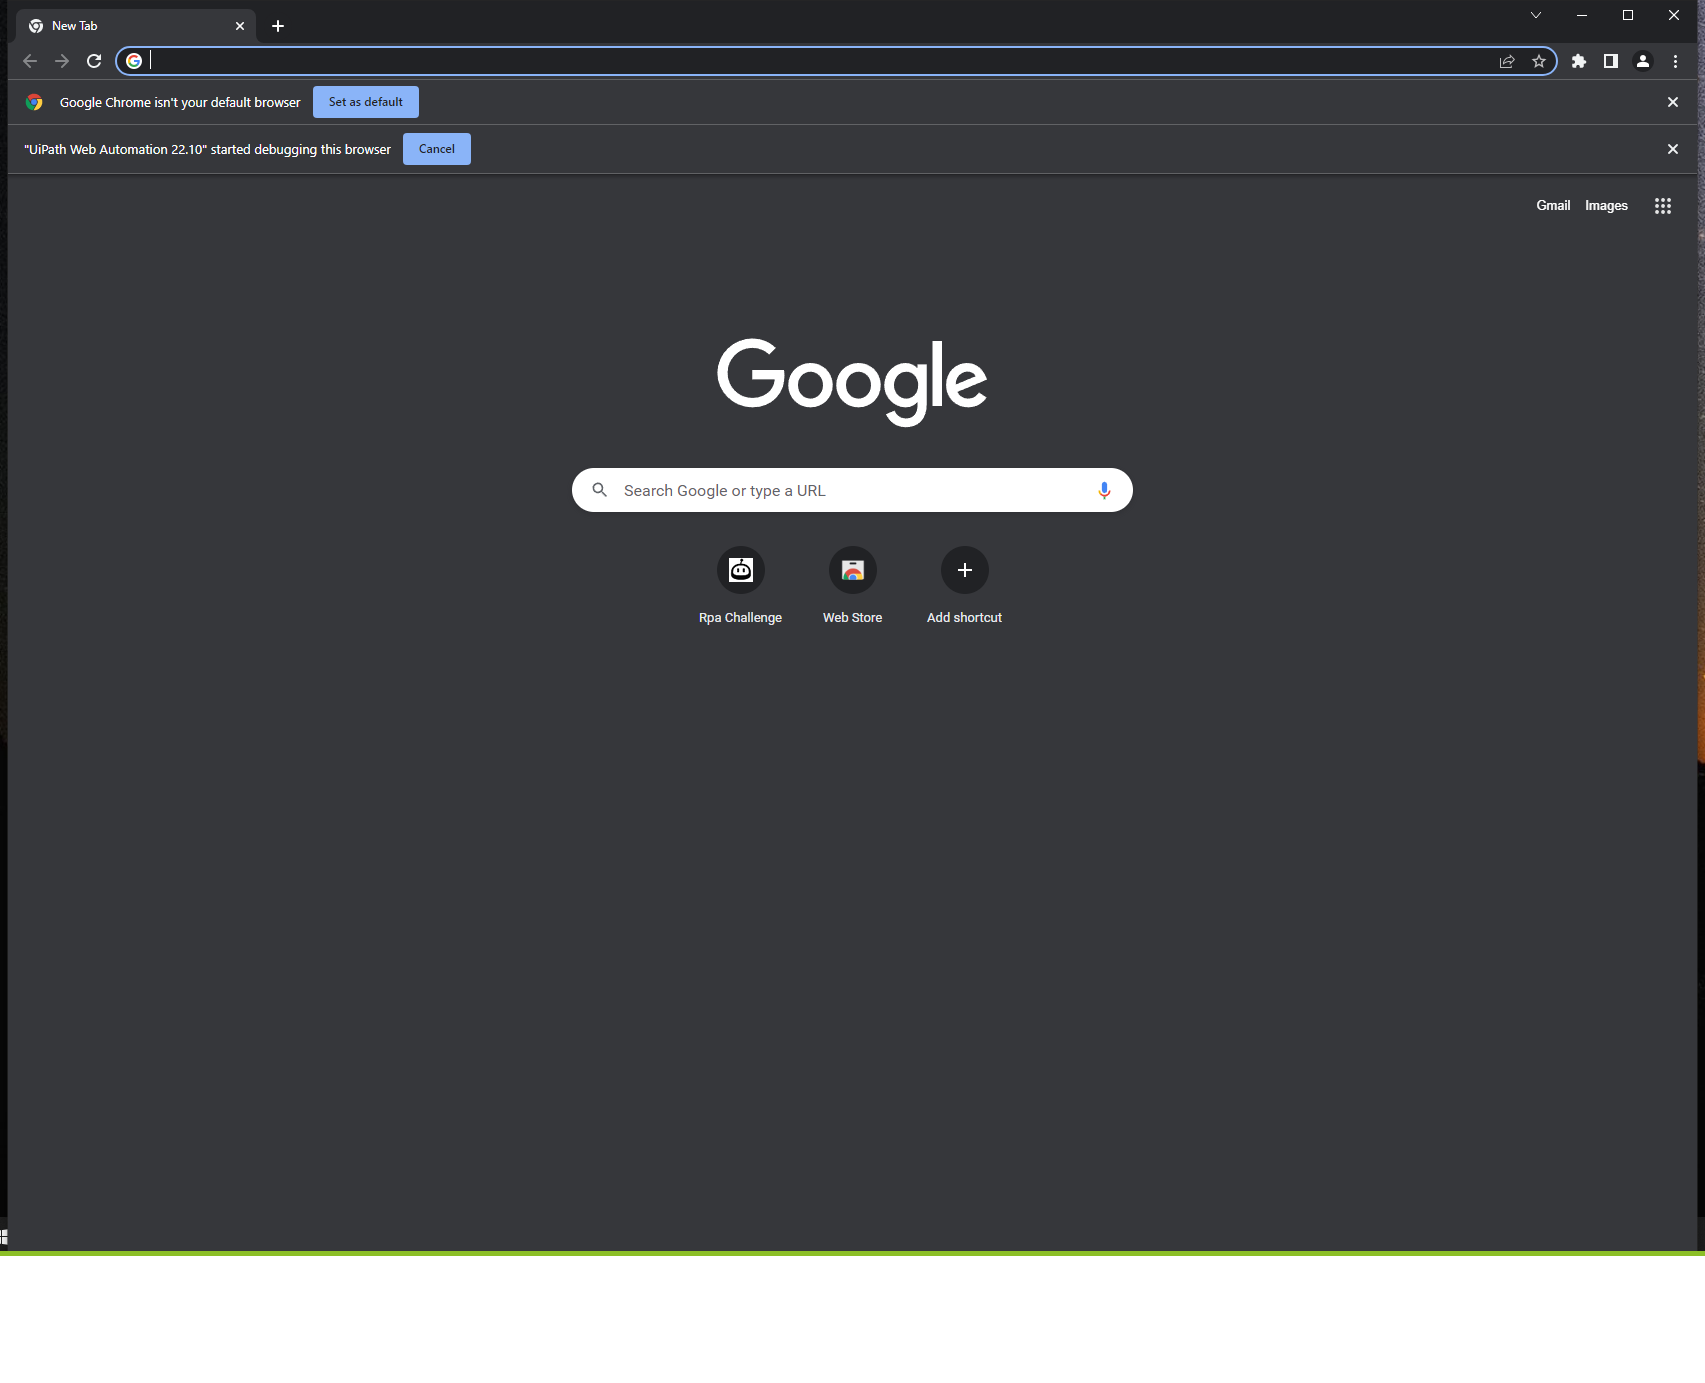 New Tab
Google Chrome isn't your default browser Set as default
"UiPath Web Automation 22.10" started debugging this browser Cancel
Gmail Images
Google
Search Google or type a URL
Rpa Challenge Web Store Add shortcut